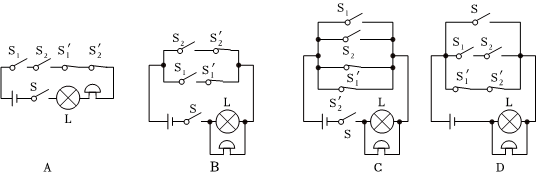 S₁ S₂ S₁′ S₂′
S
L
A
S₂ S₂′
S₁ S₁′
S L
B
S₁
S₂
S₁′
S₂′
S
L
C
S
S₁ S₂
S₁′ S₂′
L
D